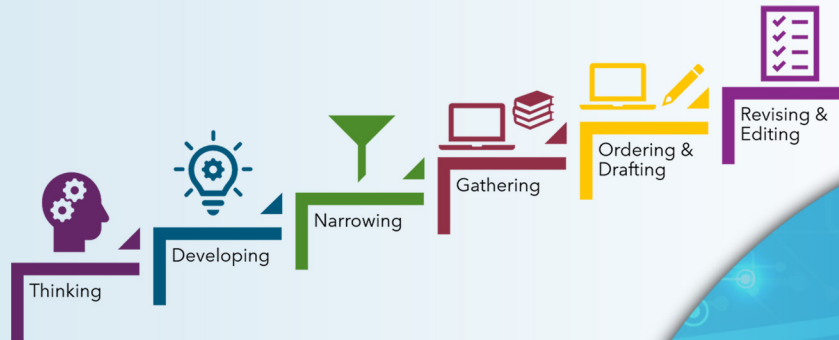 Thinking
Developing
Narrowing
Gathering
Ordering &
Drafting
Revising &
Editing